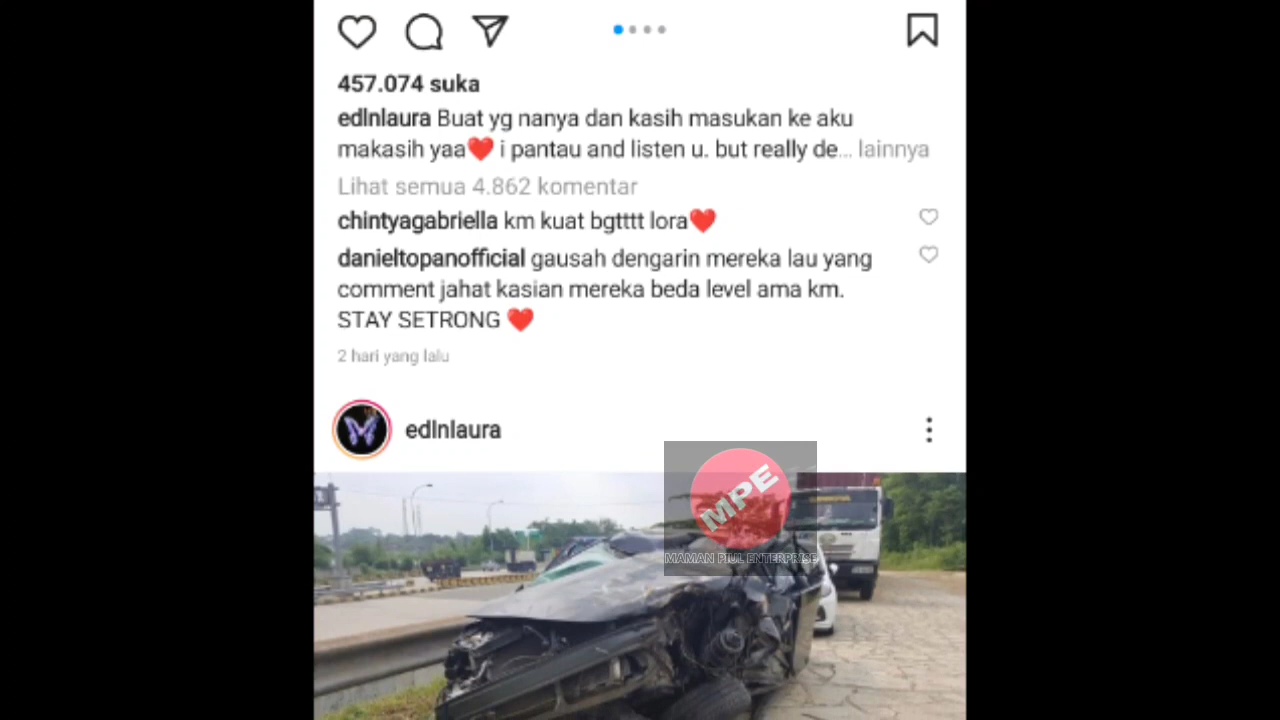 457.074 suka
edlnlaura Buat yg nanya dan kasih masukan ke aku
makasih yaa❤️ i pantau and listen u. but really de... lainnya
Lihat semua 4.862 komentar
chintyagabriella km kuat bgtttt lora❤️
danieltopanofficial gausah dengarin mereka lau yang
comment jahat kasian mereka beda level ama km.
STAY SETRONG ❤️
2 hari yang lalu
edlnlaura
MPE
MAMAN PIUL ENTERPRISE